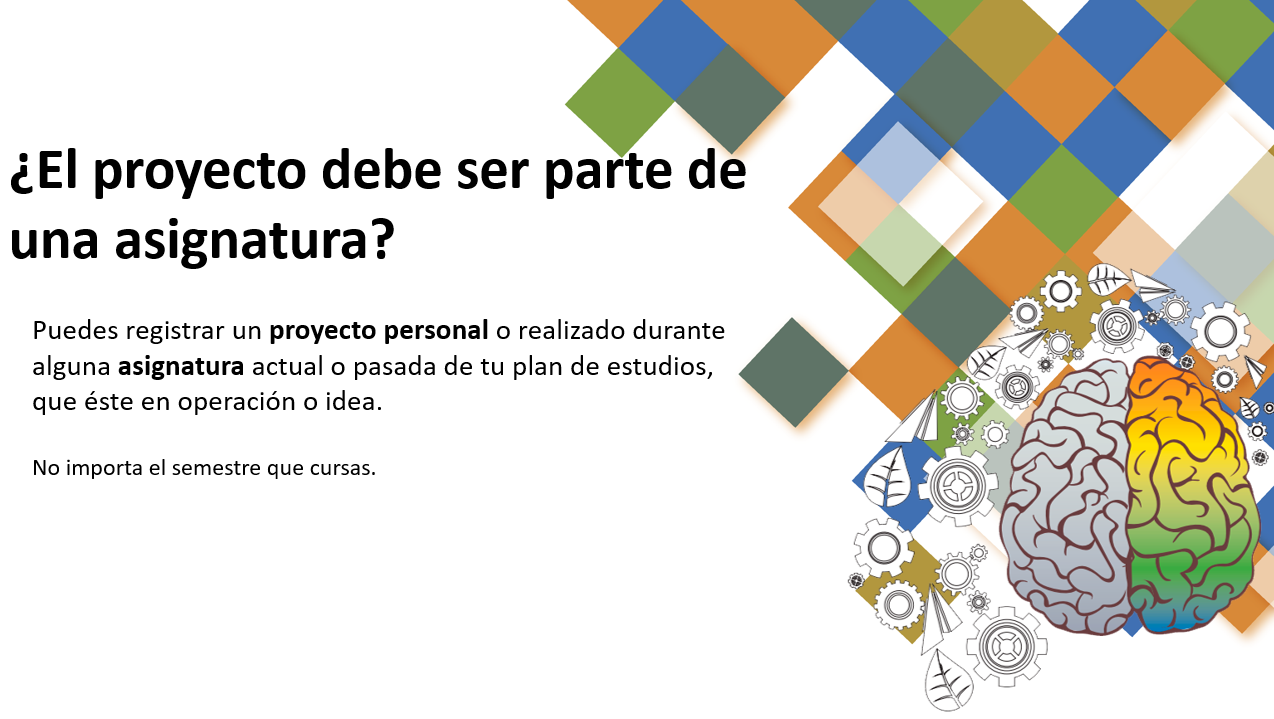 ¿El proyecto debe ser parte de
una asignatura?
Puedes registrar un proyecto personal o realizado durante
alguna asignatura actual o pasada de tu plan de estudios,
que éste en operación o idea.
No importa el semestre que cursas.